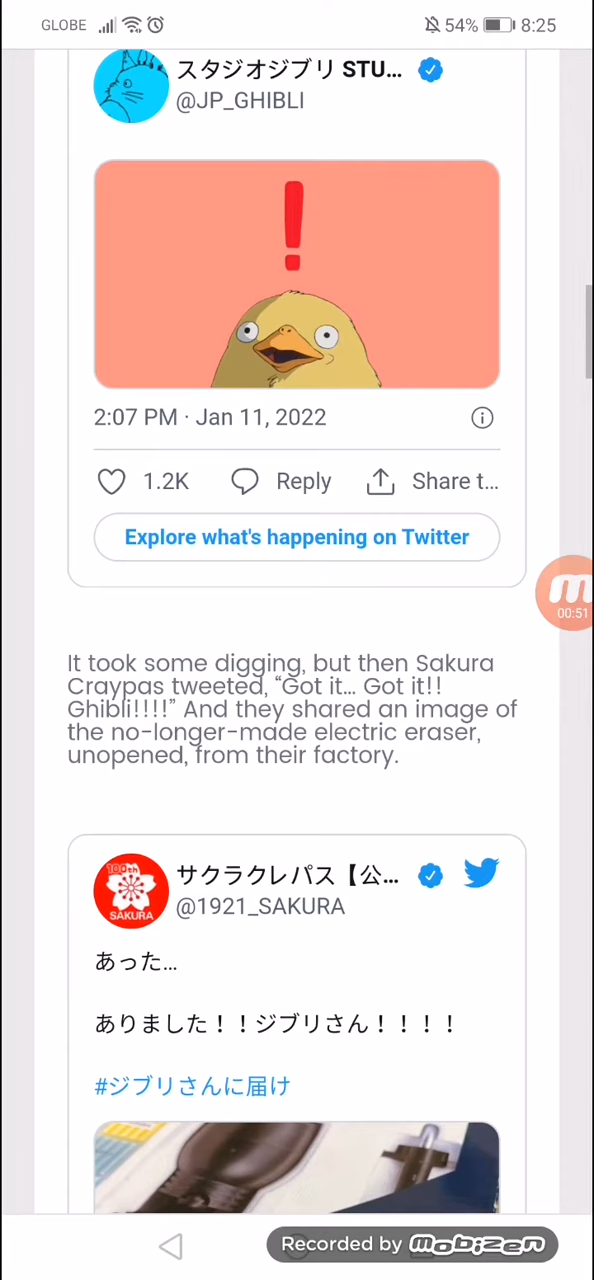 GLOBE 54% 8:25
スタジオジブリ STU...
@JP_GHIBLI
!
2:07 PM · Jan 11, 2022
1.2K Reply Share t...
Explore what's happening on Twitter
00:51
It took some digging, but then Sakura
Craypas tweeted, “Got it… Got it!!
Ghibli!!!!” And they shared an image of
the no-longer-made electric eraser,
unopened, from their factory.
サクラクレパス【公...
100th
SAKURA
@1921_SAKURA
あった…
ありました！！ジブリさん！！！！
#ジブリさんに届け
Recorded by mobizen